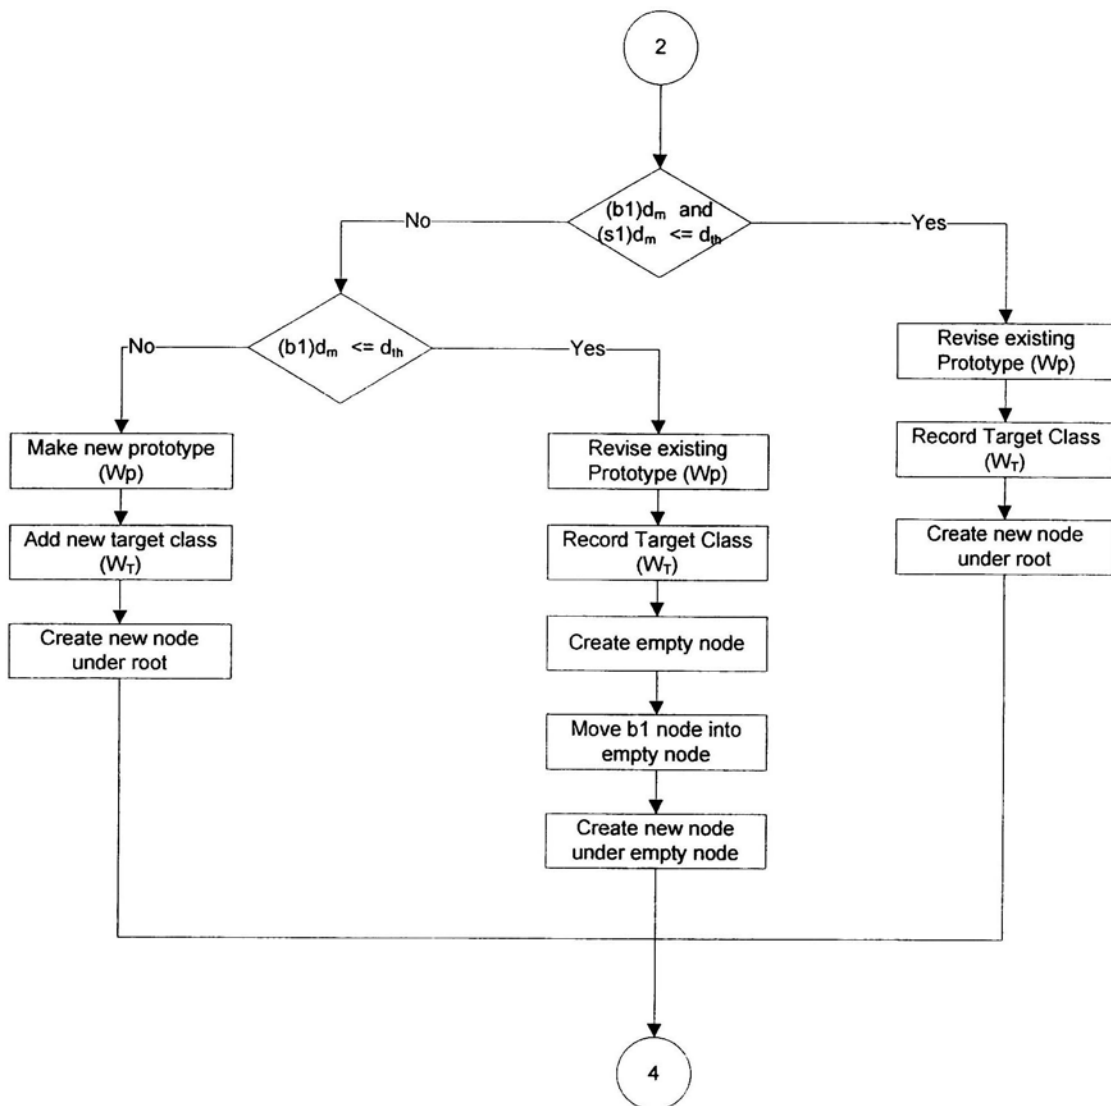 2
(b1)dₘ and
(s1)dₘ <= dₜₕ
No
Yes
(b1)dₘ <= dₜₕ
No
Yes
Make new prototype
(Wp)
Add new target class
(W_T)
Create new node
under root
Revise existing
Prototype (Wp)
Record Target Class
(W_T)
Create empty node
Move b1 node into
empty node
Create new node
under empty node
Revise existing
Prototype (Wp)
Record Target Class
(W_T)
Create new node
under root
4